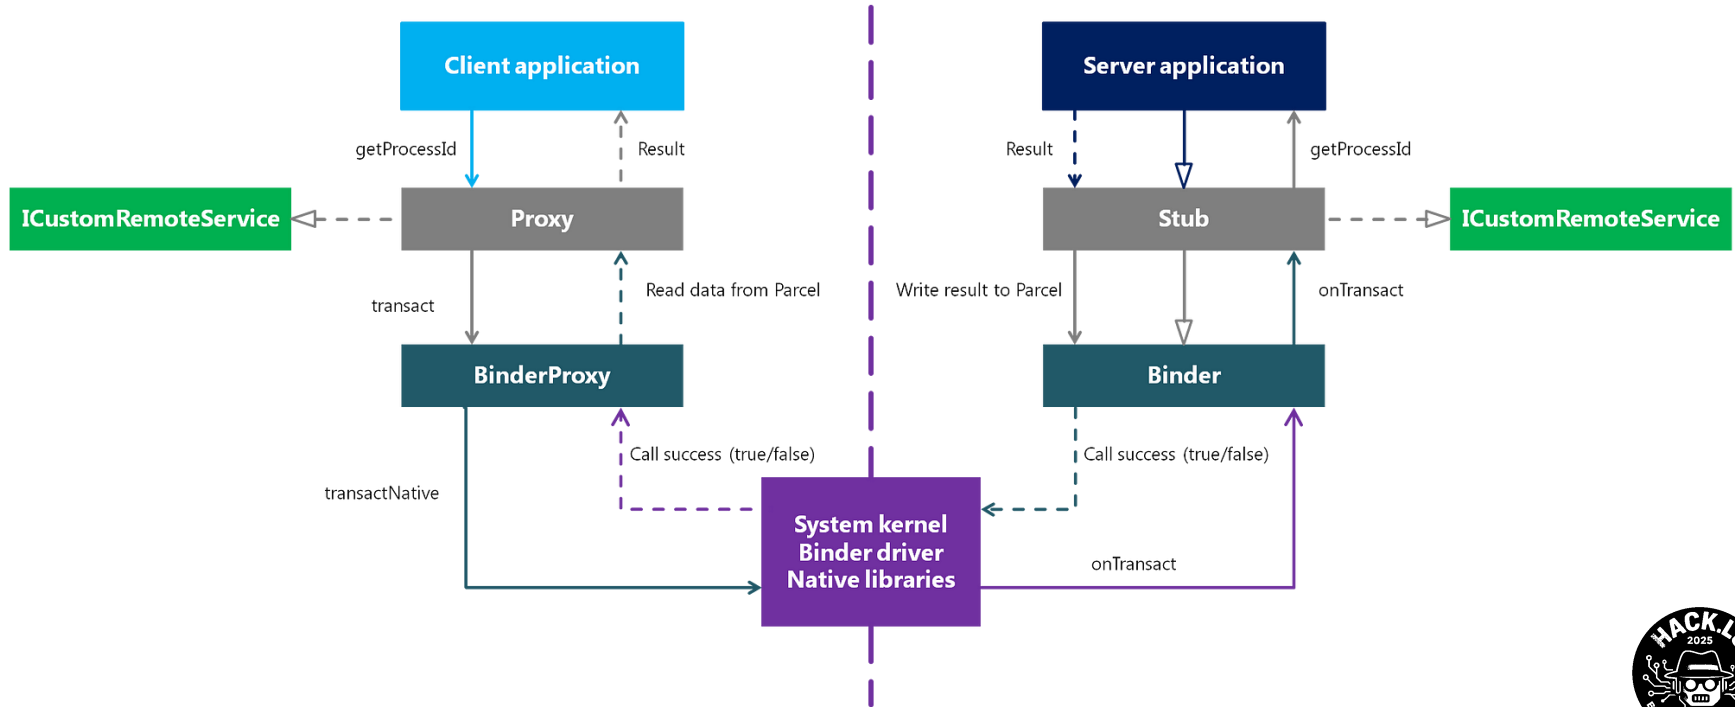 Client application
Server application
getProcessId
Result
Result
getProcessId
ICustomRemoteService
Proxy
Stub
ICustomRemoteService
transact
Read data from Parcel
Write result to Parcel
onTransact
BinderProxy
Binder
Call success (true/false)
Call success (true/false)
transactNative
System kernel
Binder driver
Native libraries
onTransact
2025